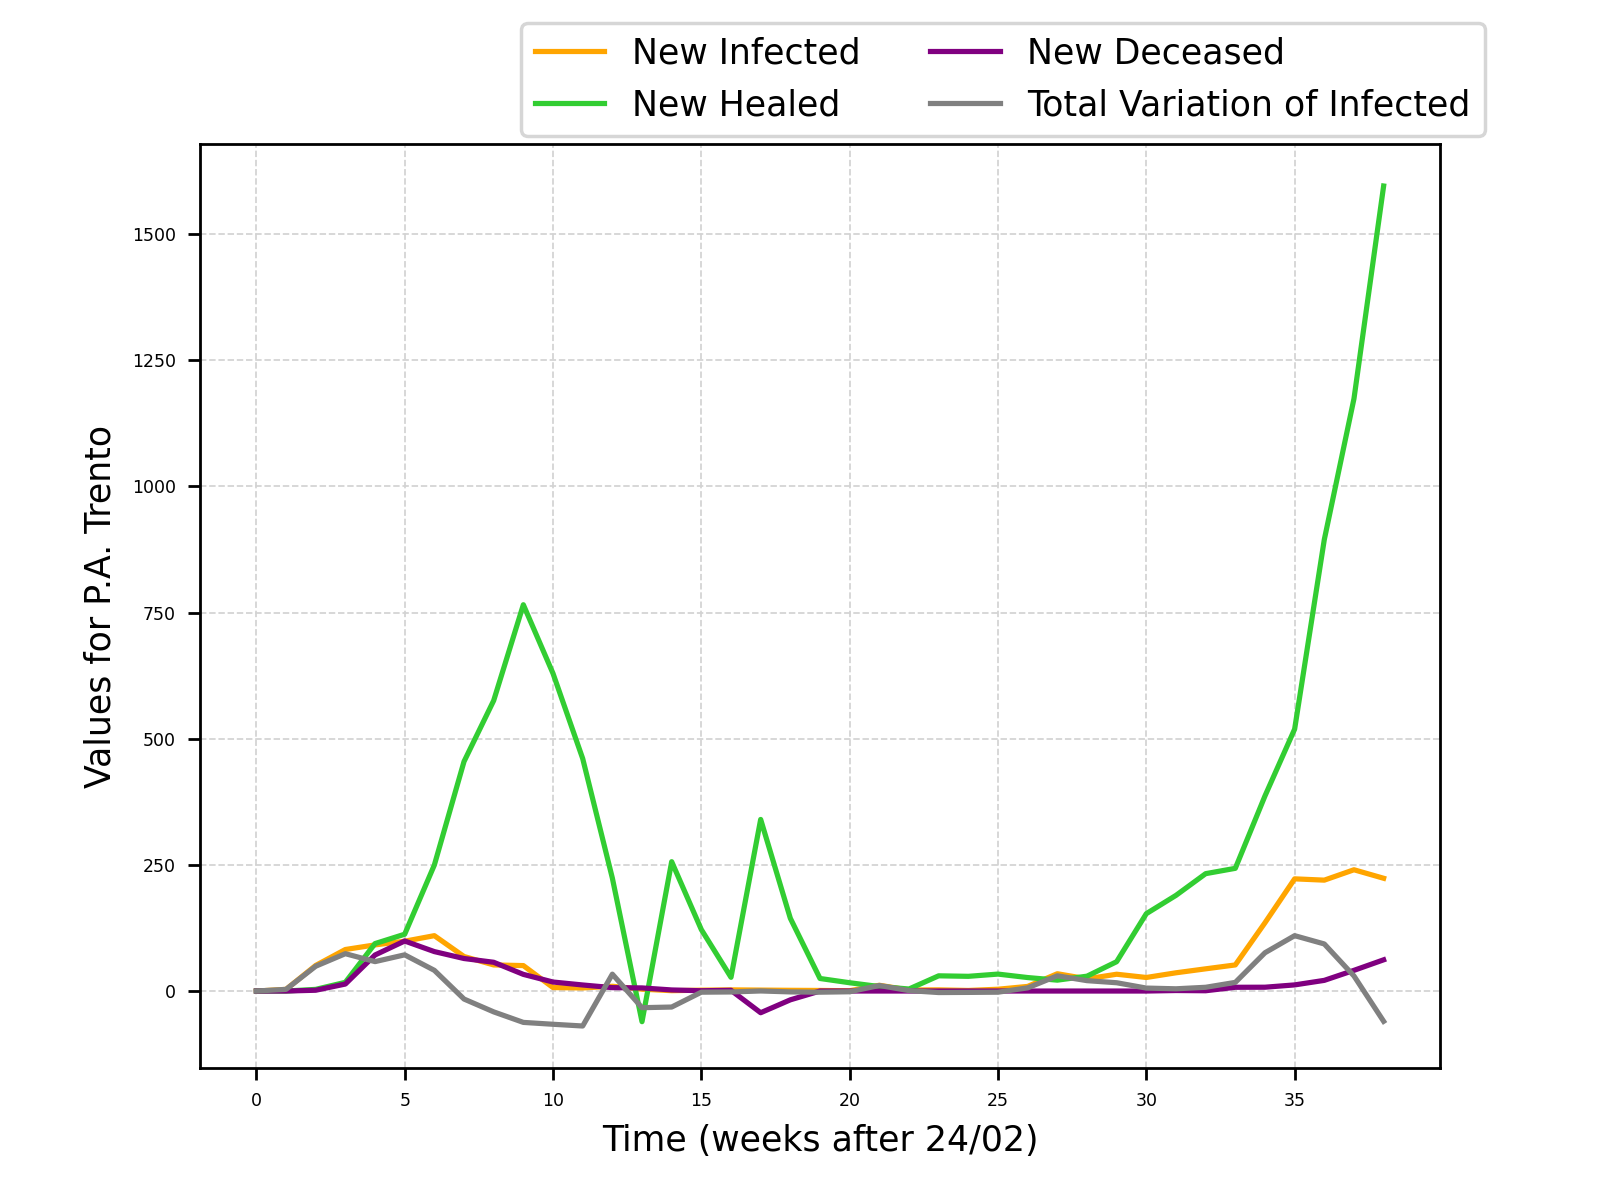 New Infected
New Healed
New Deceased
Total Variation of Infected
Values for P.A. Trento
1500
1250
1000
750
500
250
0
0 5 10 15 20 25 30 35
Time (weeks after 24/02)